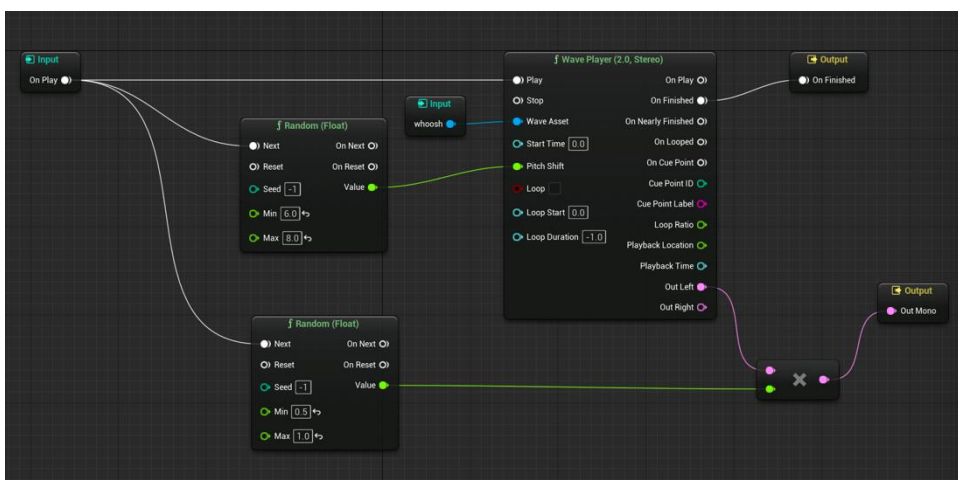 Input
On Play
Input
whoosh
ƒ Random (Float)
Next On Next
Reset On Reset
Seed -1 Value
Min 6.0
Max 8.0
ƒ Random (Float)
Next On Next
Reset On Reset
Seed -1 Value
Min 0.5
Max 1.0
ƒ Wave Player (2.0, Stereo)
Play On Play
Stop On Finished
Wave Asset On Nearly Finished
Start Time 0.0 On Looped
Pitch Shift On Cue Point
Loop Cue Point ID
Loop Start 0.0 Cue Point Label
Loop Duration -1.0 Loop Ratio
Playback Location
Playback Time
Out Left
Out Right
Output
On Finished
Output
Out Mono